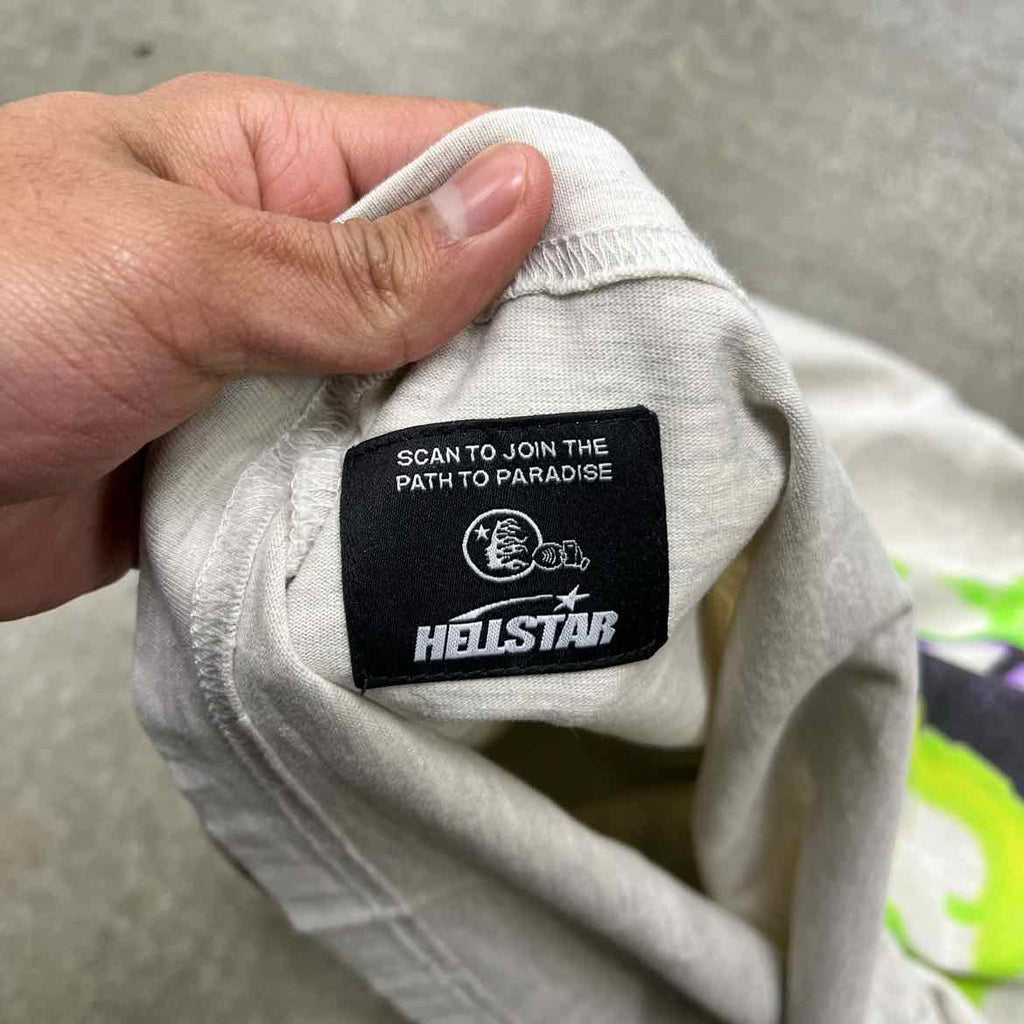 SCAN TO JOIN THE
PATH TO PARADISE
HELLSTAR